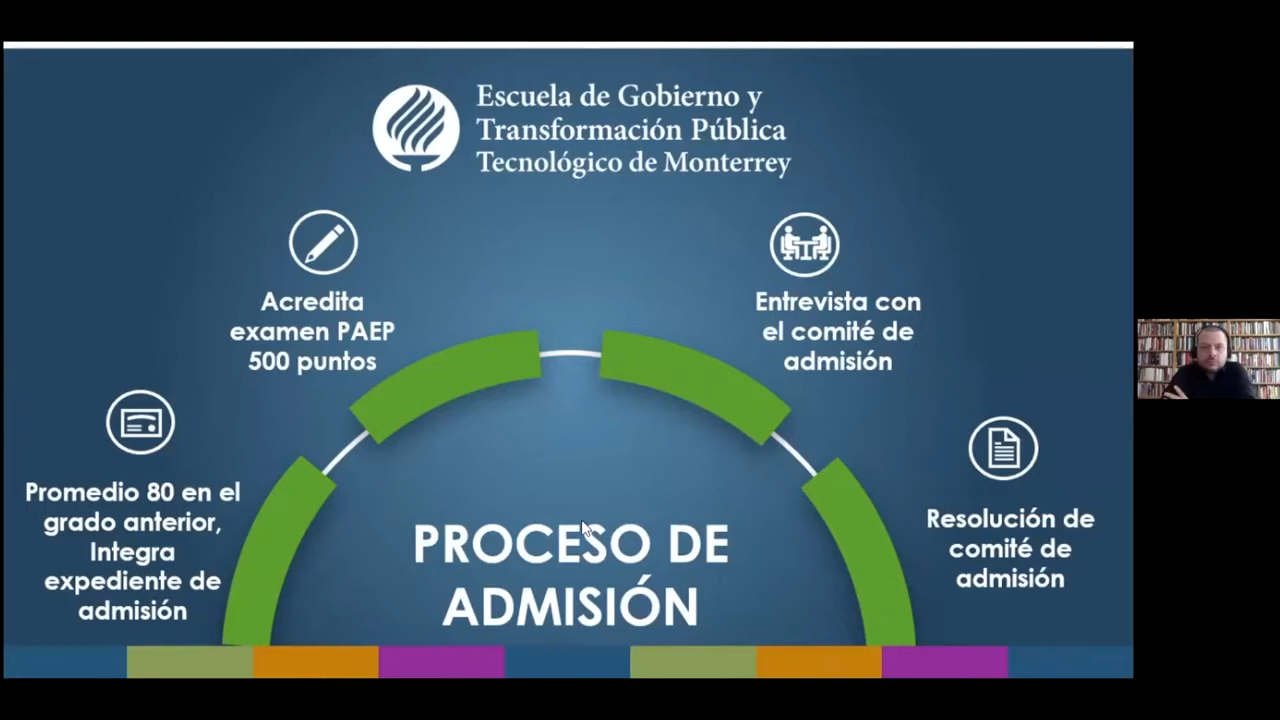 Escuela de Gobierno y
Transformación Pública
Tecnológico de Monterrey
Promedio 80 en el
grado anterior,
Integra
expediente de
admisión
Acredita
examen PAEP
500 puntos
Entrevista con
el comité de
admisión
Resolución de
comité de
admisión
PROCESO DE
ADMISIÓN